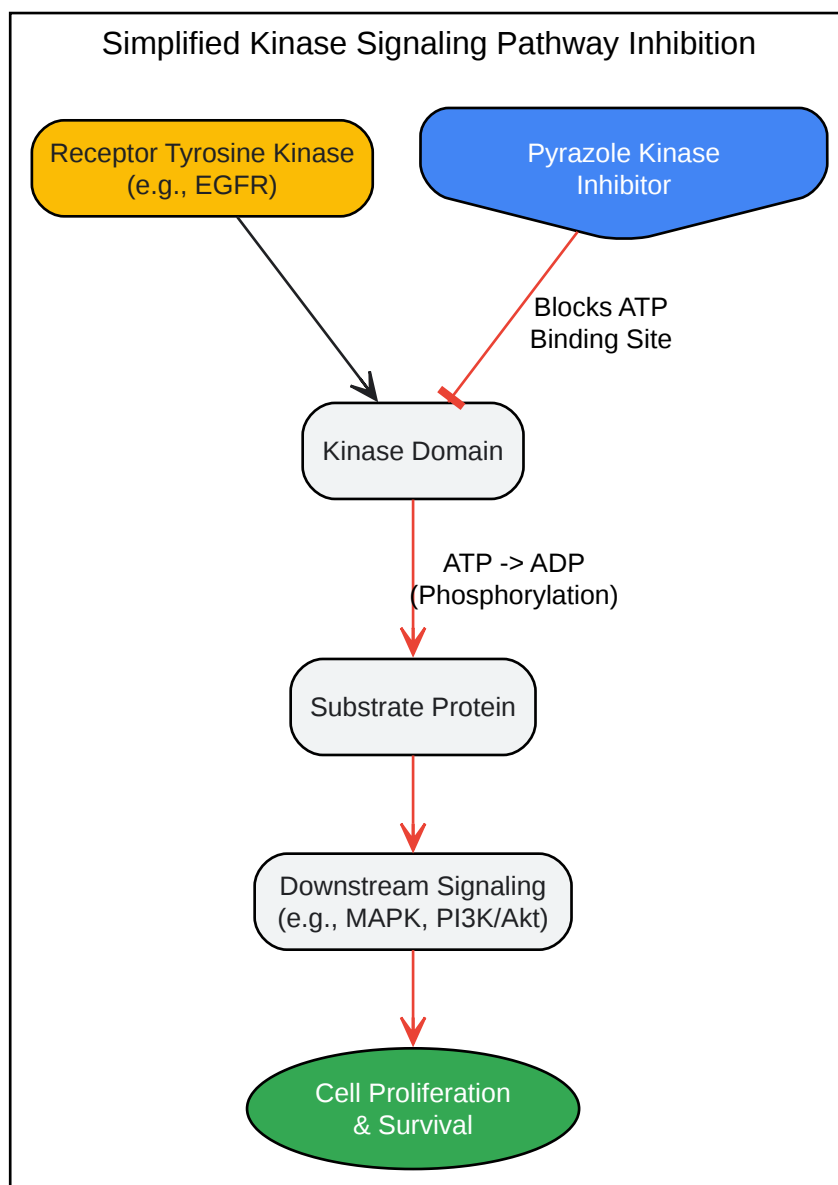 Simplified Kinase Signaling Pathway Inhibition
Receptor Tyrosine Kinase
(e.g., EGFR)
Pyrazole Kinase
Inhibitor
Blocks ATP
Binding Site
Kinase Domain
ATP -> ADP
(Phosphorylation)
Substrate Protein
Downstream Signaling
(e.g., MAPK, PI3K/Akt)
Cell Proliferation
& Survival